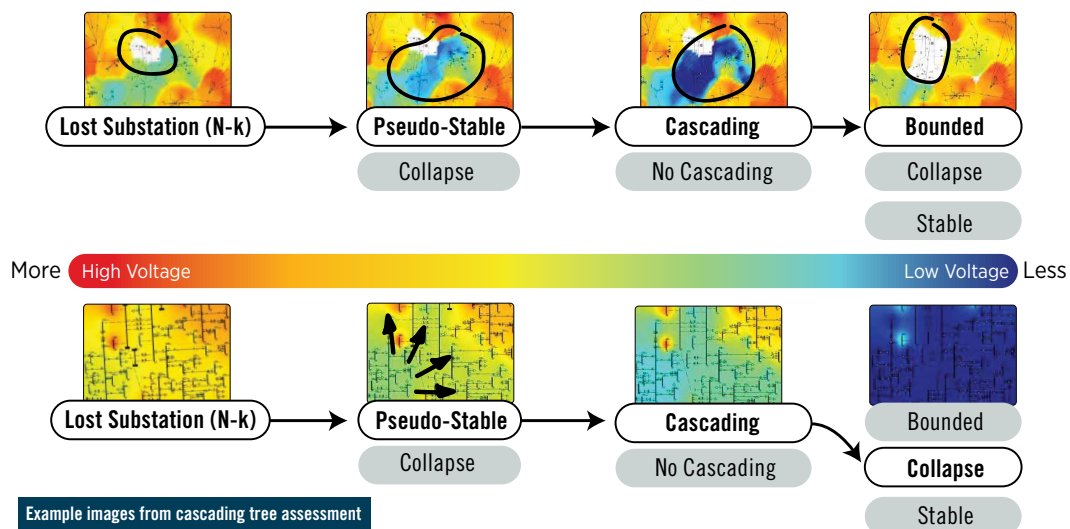 Lost Substation (N-k)
Pseudo-Stable
Cascading
Bounded
Collapse
No Cascading
Collapse
Stable
More
High Voltage
Low Voltage
Less
Lost Substation (N-k)
Pseudo-Stable
Cascading
Bounded
Collapse
No Cascading
Collapse
Stable
Example images from cascading tree assessment